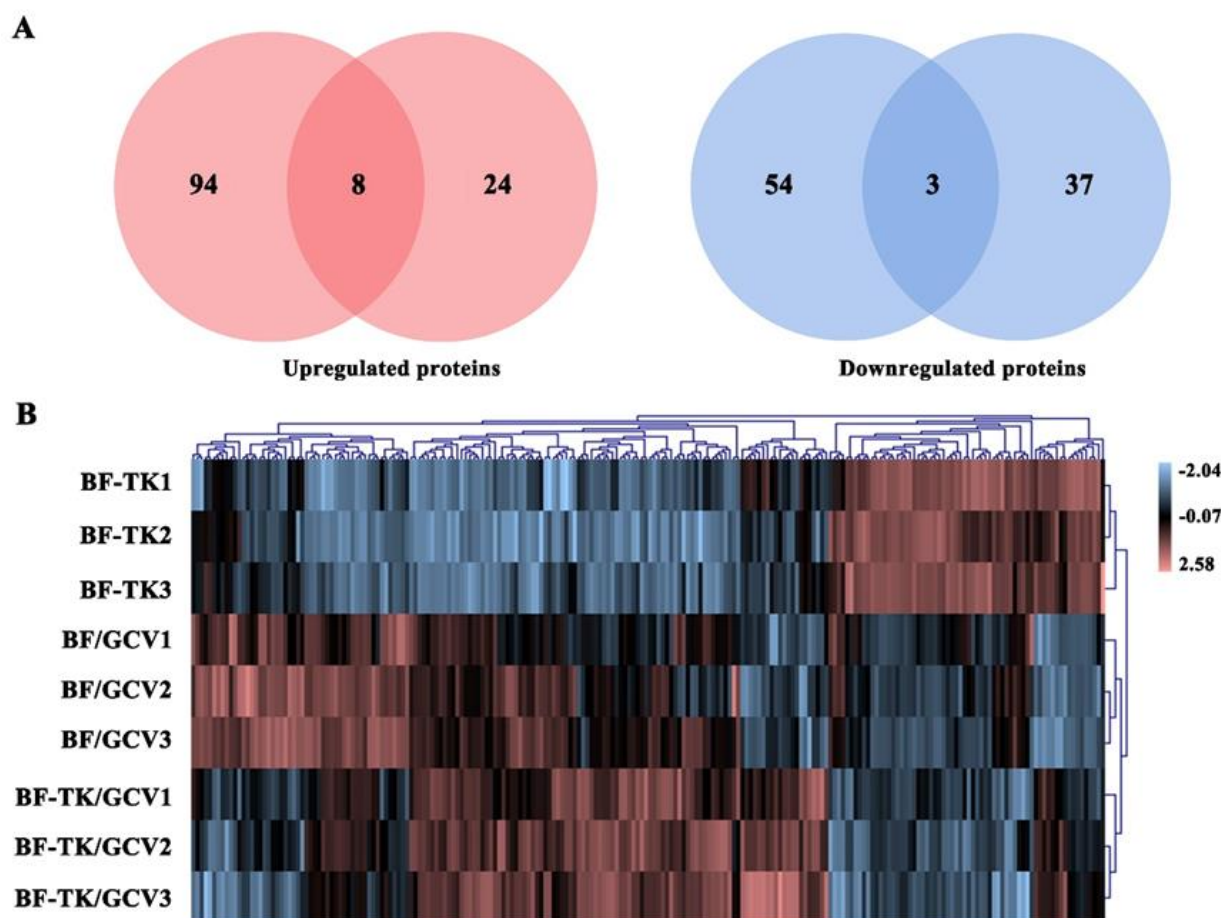 A
94 8 24
54 3 37
Upregulated proteins
Downregulated proteins
B
BF-TK1
BF-TK2
BF-TK3
BF/GCV1
BF/GCV2
BF/GCV3
BF-TK/GCV1
BF-TK/GCV2
BF-TK/GCV3
-2.04
-0.07
2.58